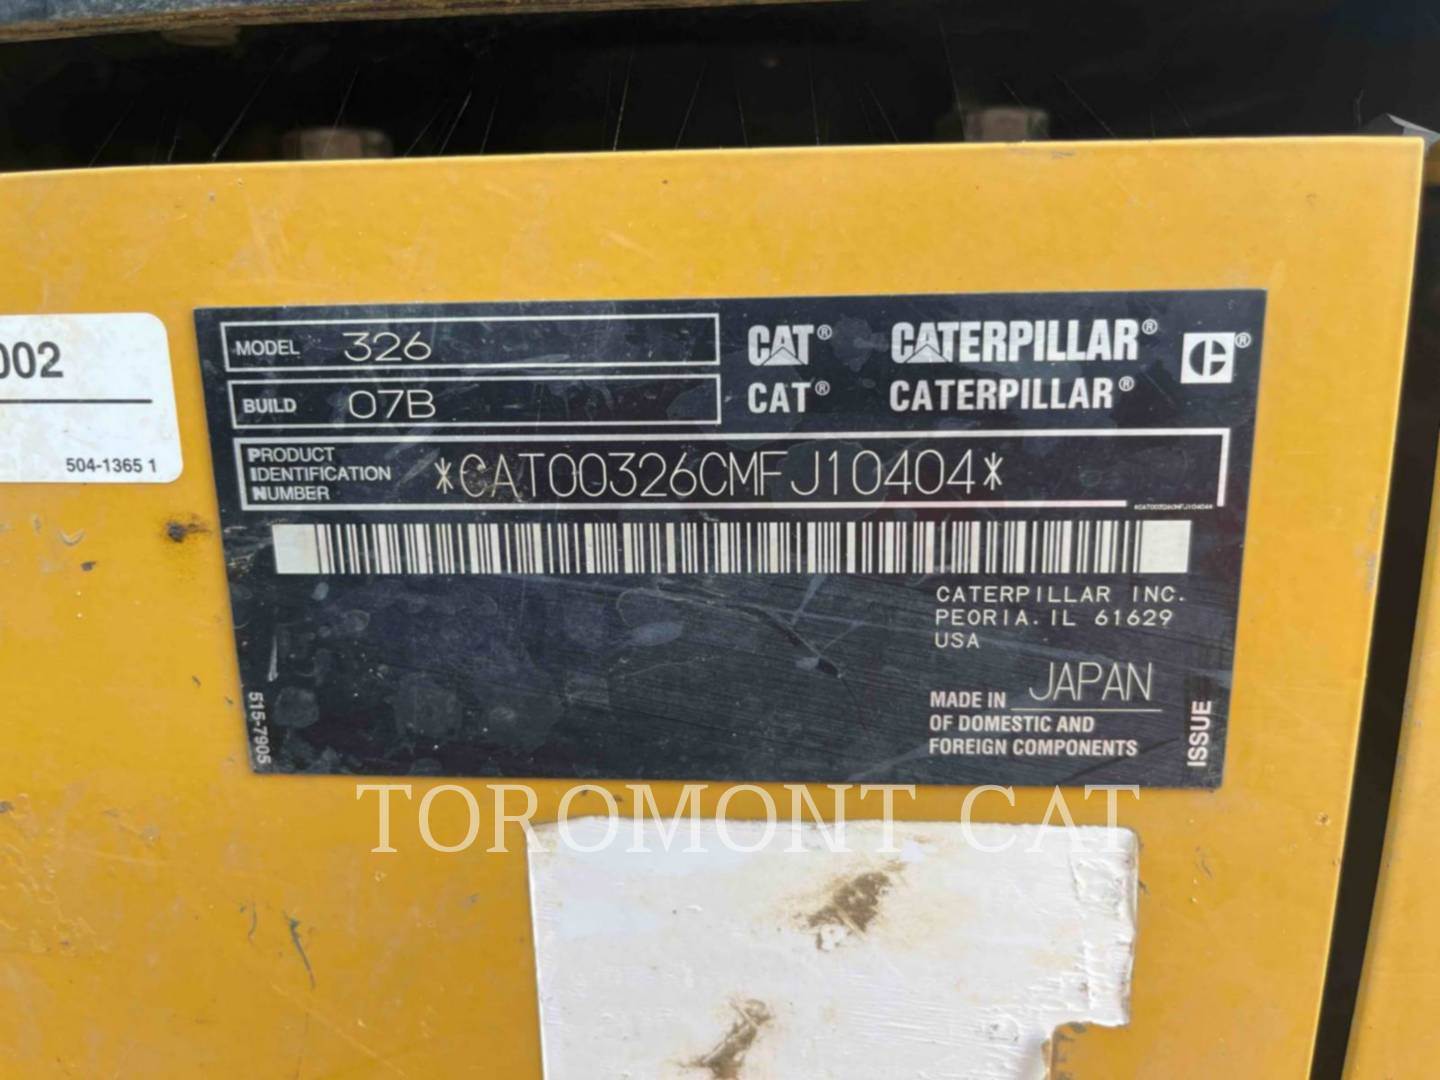 002
504-1365 1
MODEL 326
BUILD 07B
CAT® CATERPILLAR® ®
CAT® CATERPILLAR®
PRODUCT
IDENTIFICATION
NUMBER
*CAT00326CMFJ10404*
*CAT00326CMFJ10404*
CATERPILLAR INC.
PEORIA. IL 61629
USA
MADE IN JAPAN
OF DOMESTIC AND
FOREIGN COMPONENTS
ISSUE
515-7905
TOROMONT CAT